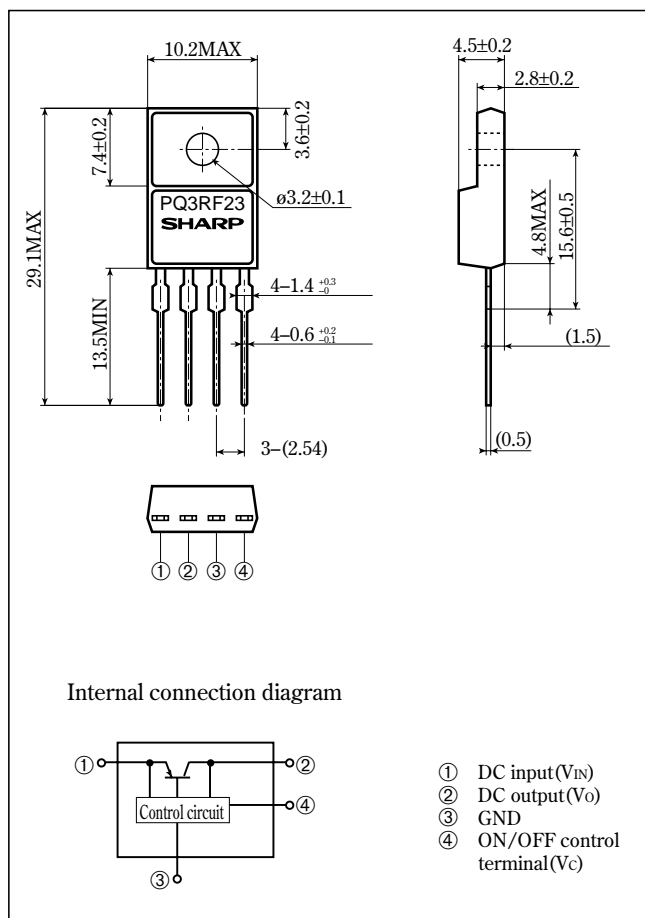 10.2MAX
4.5±0.2
2.8±0.2
7.4±0.2
3.6±0.2
29.1MAX
PQ3RF23
SHARP
ø3.2±0.1
4.8MAX
15.6±0.5
13.5MIN
4–1.4 +0.3 –0
4–0.6 +0.2 –0.1
(1.5)
(0.5)
3–(2.54)
① ② ③ ④
Internal connection diagram
①
②
④
Control circuit
③
① DC input(VIN)
② DC output(VO)
③ GND
④ ON/OFF control
terminal(VC)